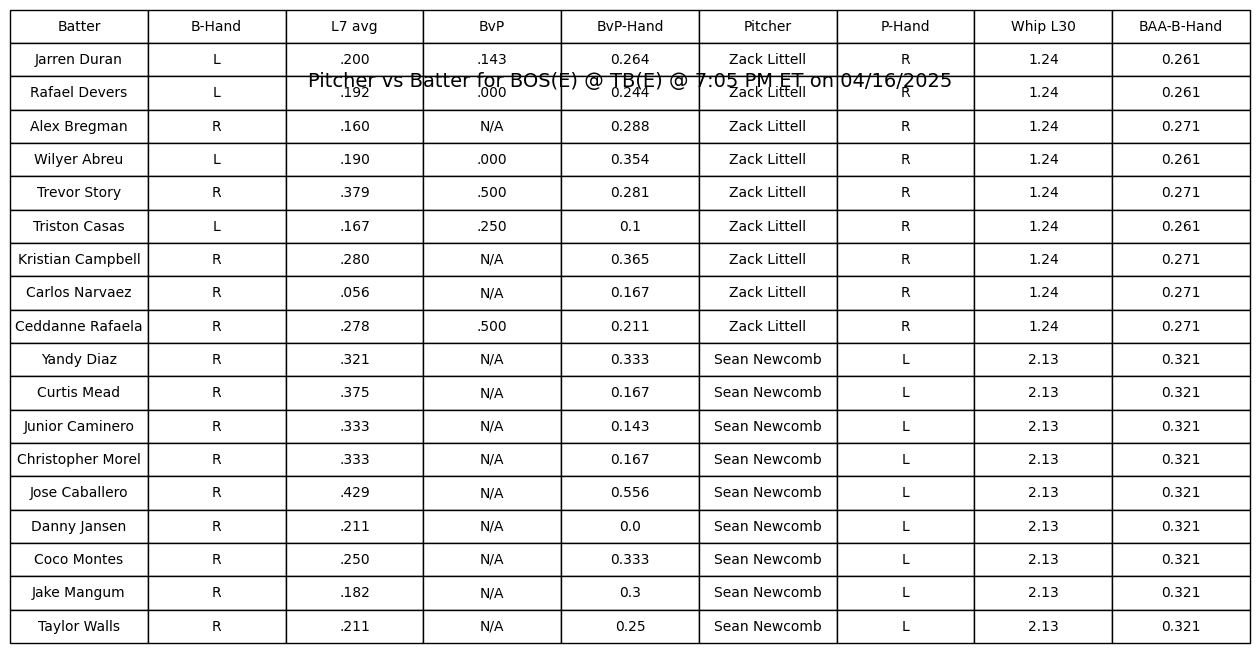 Batter B-Hand L7 avg BvP BvP-Hand Pitcher P-Hand Whip L30 BAA-B-Hand
Jarren Duran L .200 .143 0.264 Zack Littell R 1.24 0.261
Pitcher vs Batter for BOS(E) @ TB(E) @ 7:05 PM ET on 04/16/2025
Rafael Devers L .192 .000 0.244 Zack Littell R 1.24 0.261
Alex Bregman R .160 N/A 0.288 Zack Littell R 1.24 0.271
Wilyer Abreu L .190 .000 0.354 Zack Littell R 1.24 0.261
Trevor Story R .379 .500 0.281 Zack Littell R 1.24 0.271
Triston Casas L .167 .250 0.1 Zack Littell R 1.24 0.261
Kristian Campbell R .280 N/A 0.365 Zack Littell R 1.24 0.271
Carlos Narvaez R .056 N/A 0.167 Zack Littell R 1.24 0.271
Ceddanne Rafaela R .278 .500 0.211 Zack Littell R 1.24 0.271
Yandy Diaz R .321 N/A 0.333 Sean Newcomb L 2.13 0.321
Curtis Mead R .375 N/A 0.167 Sean Newcomb L 2.13 0.321
Junior Caminero R .333 N/A 0.143 Sean Newcomb L 2.13 0.321
Christopher Morel R .333 N/A 0.167 Sean Newcomb L 2.13 0.321
Jose Caballero R .429 N/A 0.556 Sean Newcomb L 2.13 0.321
Danny Jansen R .211 N/A 0.0 Sean Newcomb L 2.13 0.321
Coco Montes R .250 N/A 0.333 Sean Newcomb L 2.13 0.321
Jake Mangum R .182 N/A 0.3 Sean Newcomb L 2.13 0.321
Taylor Walls R .211 N/A 0.25 Sean Newcomb L 2.13 0.321